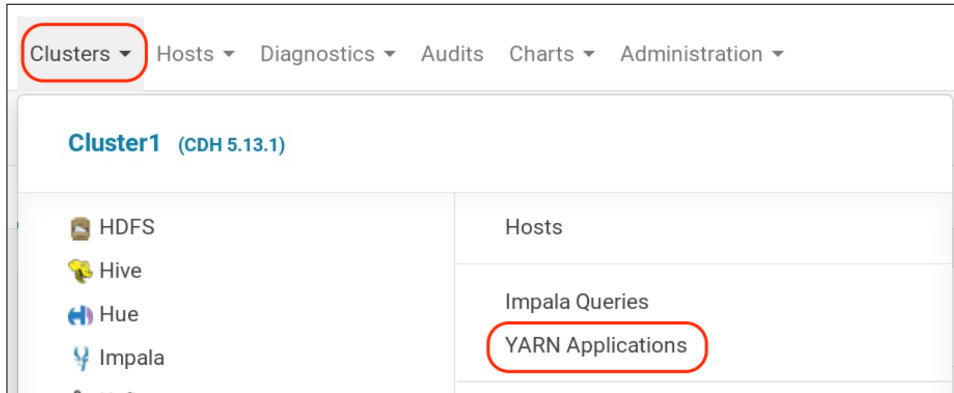 Clusters Hosts Diagnostics Audits Charts Administration
Cluster1 (CDH 5.13.1)
HDFS
Hive
Hue
Impala
Hosts
Impala Queries
YARN Applications